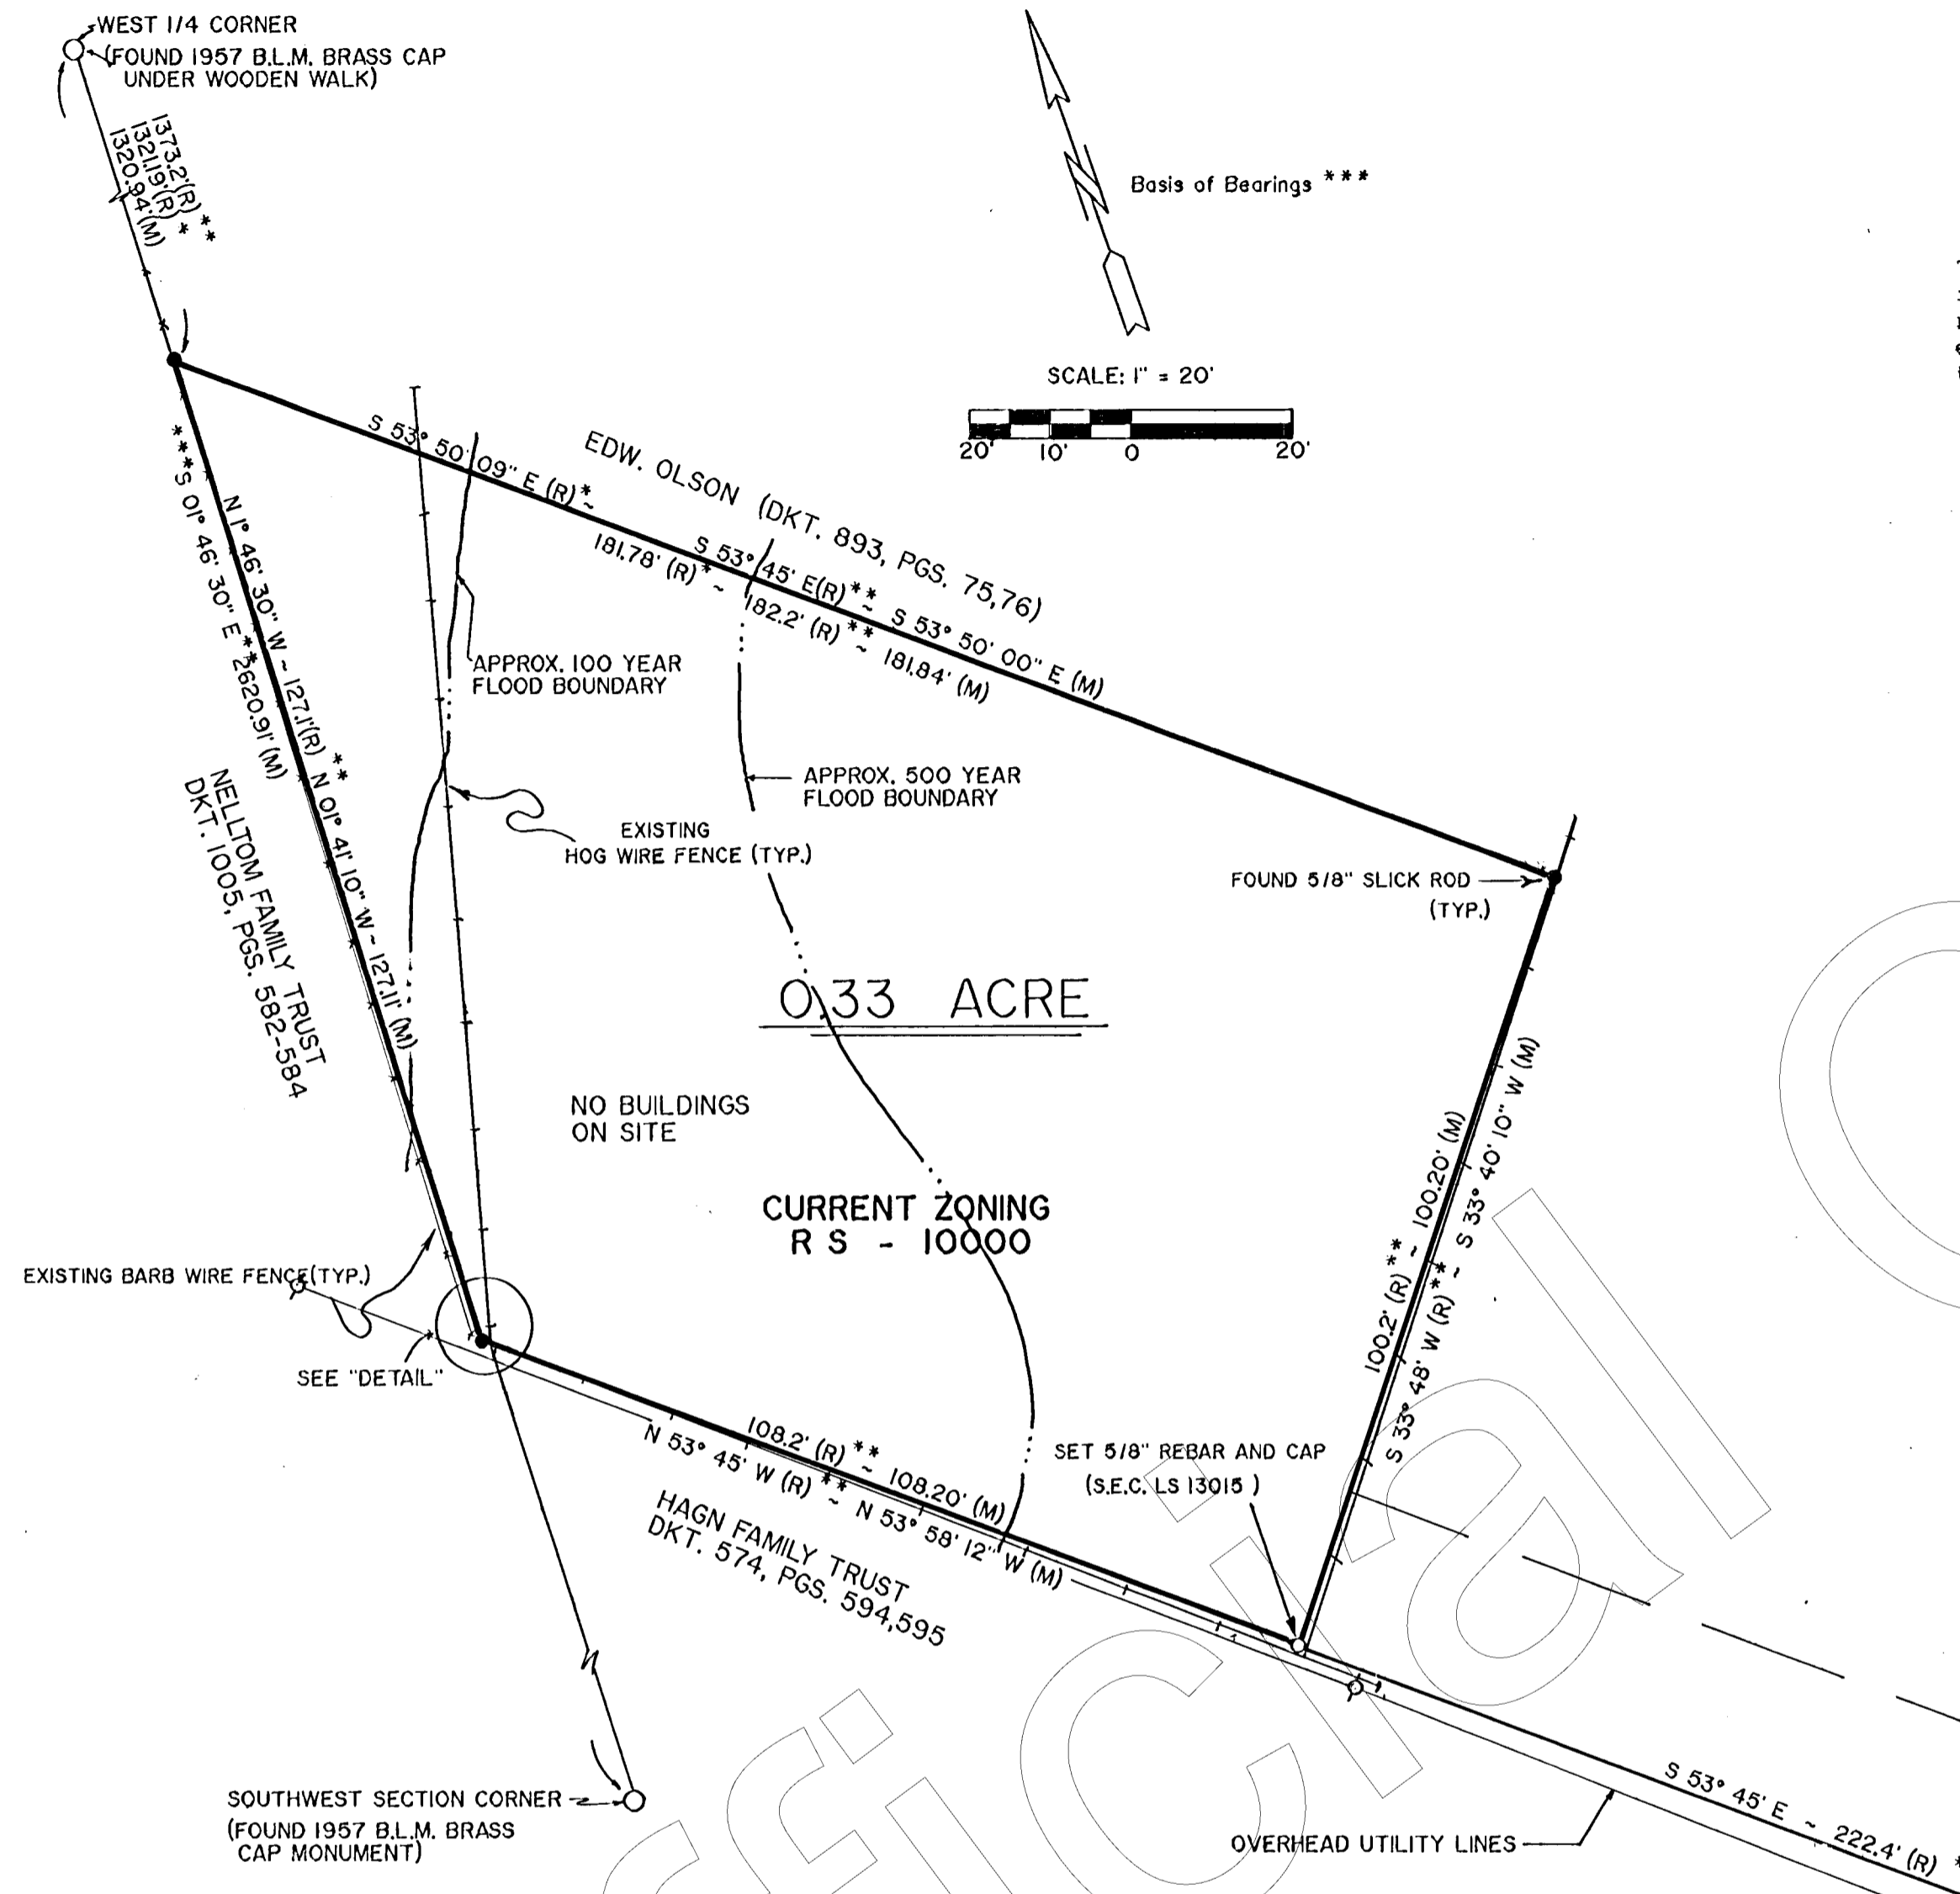 WEST 1/4 CORNER
(FOUND 1957 B.L.M. BRASS CAP
UNDER WOODEN WALK)
1373.2'(R) **
1321.19'(R) *
1320.94'(M)
Basis of Bearings ***
SCALE: 1" = 20'
20' 10' 0 20'
S 53° 50' 09" E (R)* ~ S 53° 45' E(R)** ~ S 53° 50' 00" E (M)
181.78' (R)* ~ 182.2' (R)** ~ 181.84' (M)
EDW. OLSON (DKT. 893, PGS. 75,76)
N 1° 46' 30" W ~ 127.1'(R) ** N 01° 41' 10" W ~ 127.11' (M)
***S 01° 46' 30" E ** 2620.91' (M)
NELLTOM FAMILY TRUST
DKT. 1005, PGS. 582-584
APPROX. 100 YEAR
FLOOD BOUNDARY
APPROX. 500 YEAR
FLOOD BOUNDARY
EXISTING
HOG WIRE FENCE (TYP.)
FOUND 5/8" SLICK ROD
(TYP.)
0.33 ACRE
NO BUILDINGS
ON SITE
CURRENT ZONING
RS - 10000
100.2' (R)** ~ 100.20' (M)
S 33° 48' W (R)** ~ S 33° 40' 10" W (M)
EXISTING BARB WIRE FENCE(TYP.)
SEE "DETAIL"
108.2' (R)** ~ 108.20' (M)
N 53° 45' W (R)** ~ N 53° 58' 12" W (M)
HAGN FAMILY TRUST
DKT. 574, PGS. 594,595
SET 5/8" REBAR AND CAP
(S.E.C. LS 13015 )
SOUTHWEST SECTION CORNER
(FOUND 1957 B.L.M. BRASS
CAP MONUMENT)
S 53° 45' E ~ 222.4' (R) *
OVERHEAD UTILITY LINES